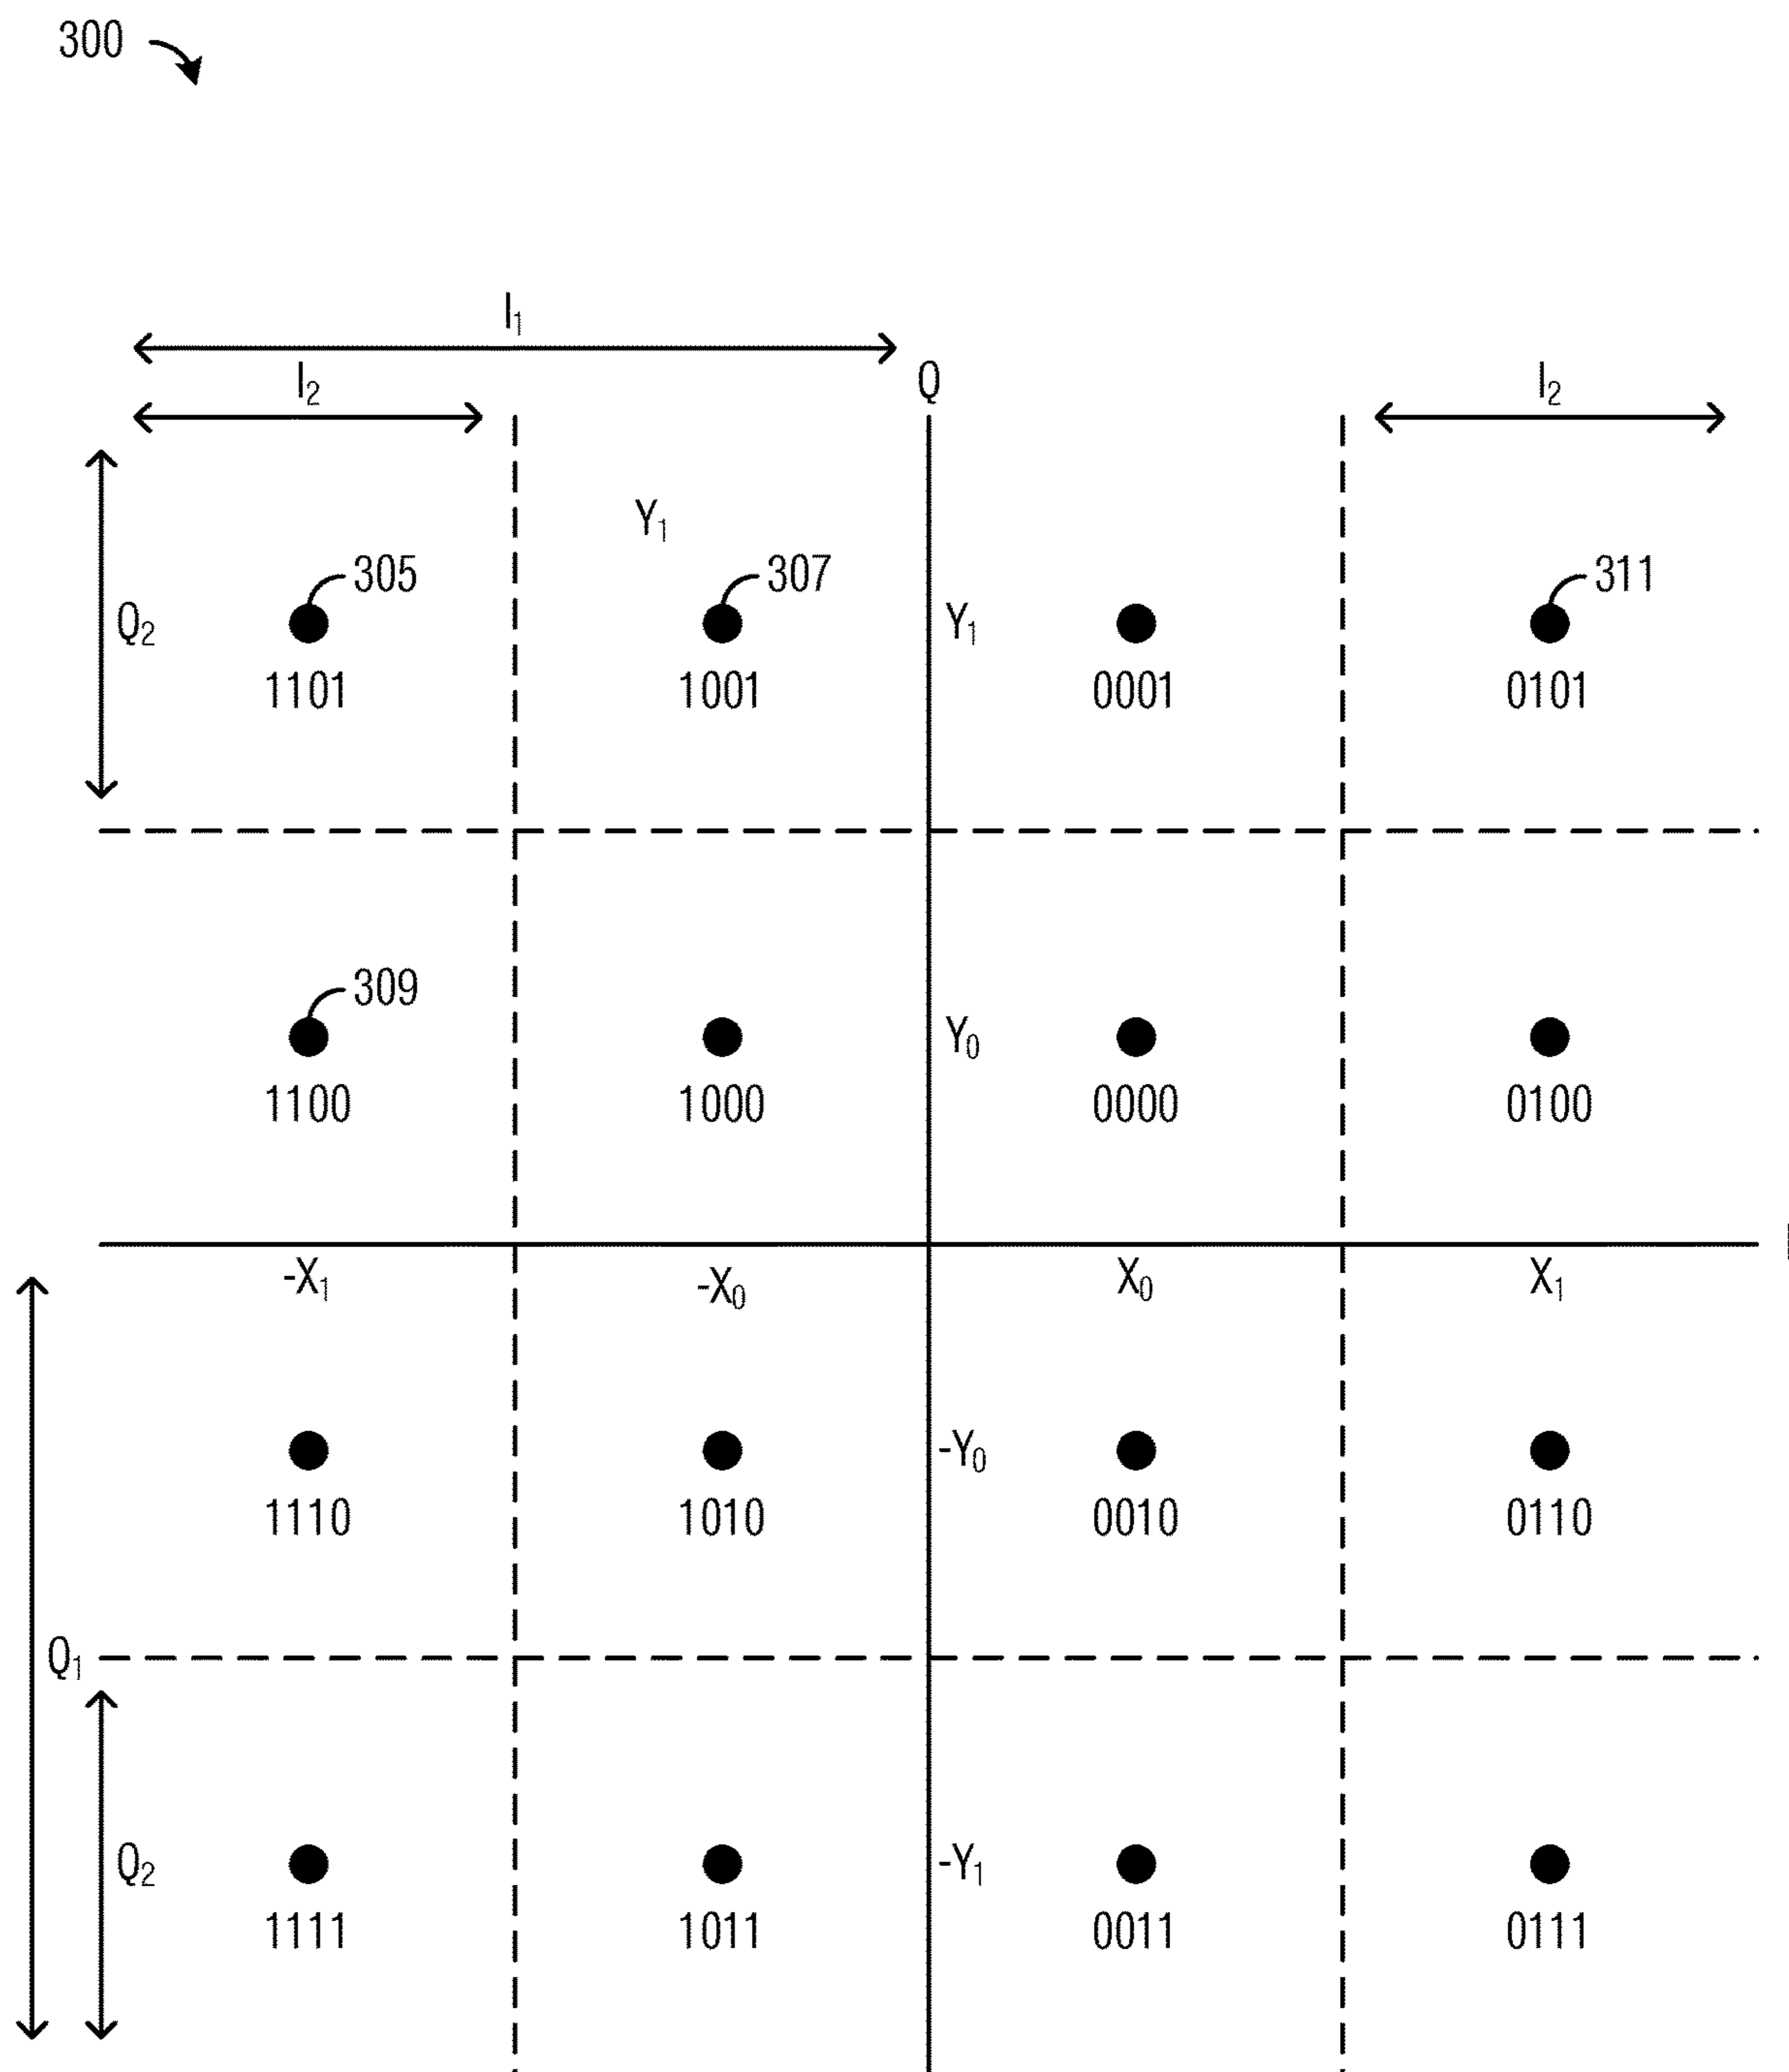 300
I₁
I₂ Q I₂
Y₁
305 307 311
Q₂ Y₁
1101 1001 0001 0101
309
Y₀
1100 1000 0000 0100
-X₁ -X₀ X₀ X₁
-Y₀
1110 1010 0010 0110
Q₁
Q₂ -Y₁
1111 1011 0011 0111